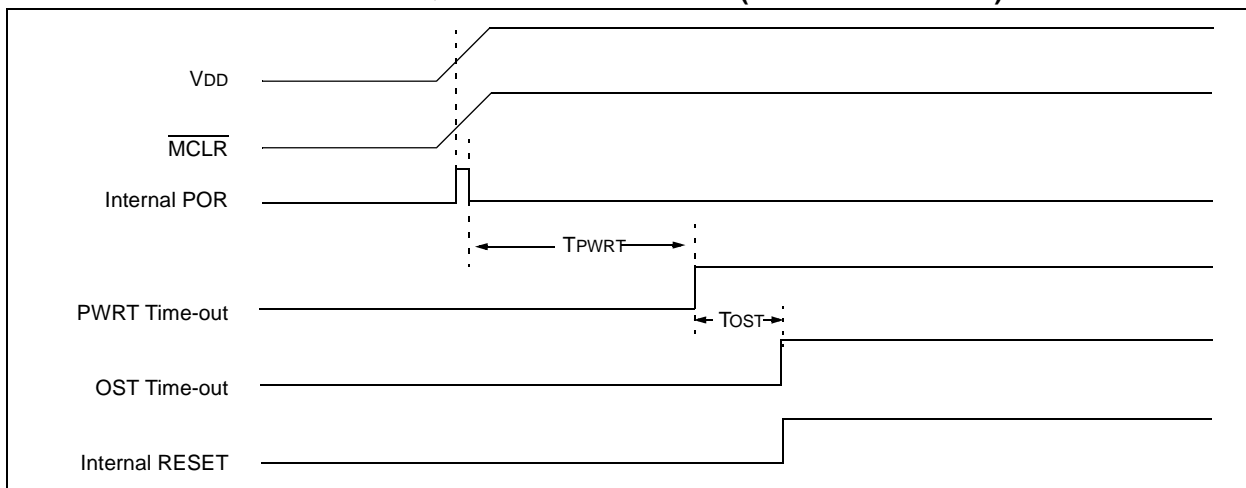 VDD
MCLR
Internal POR
TPWRT
PWRT Time-out
TOST
OST Time-out
Internal RESET